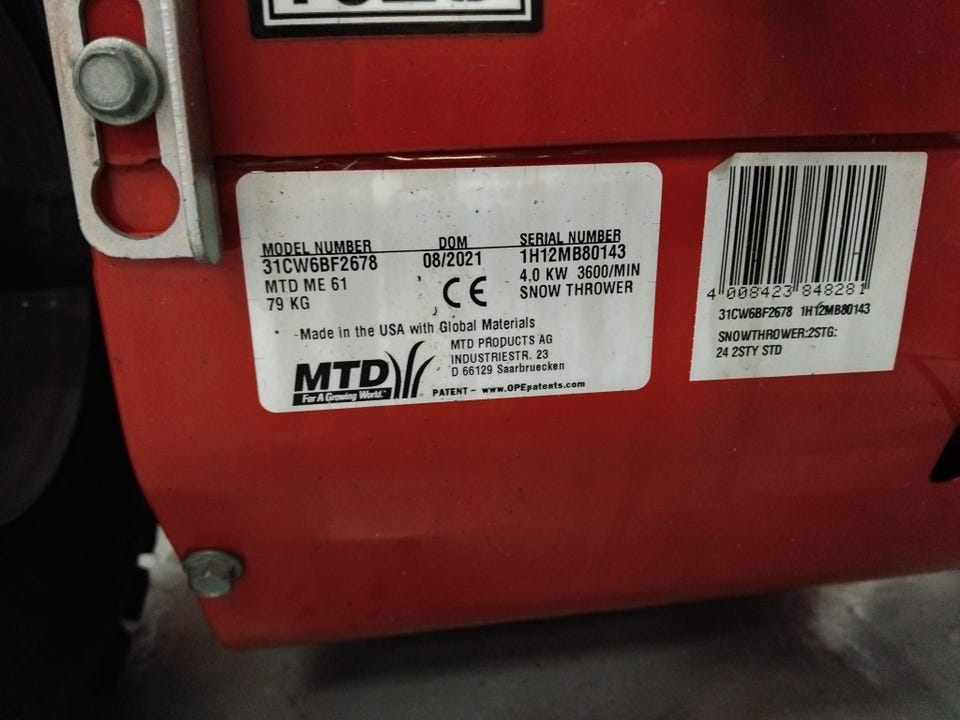 MODEL NUMBER DOM SERIAL NUMBER
31CW6BF2678 08/2021 1H12MB80143
MTD ME 61 4.0 KW 3600/MIN
79 KG CE SNOW THROWER
-Made in the USA with Global Materials
MTD PRODUCTS AG
INDUSTRIESTR. 23
D 66129 Saarbruecken
MTD
For A Growing World.
PATENT - www.OPEpatents.com
4 008423 848281
31CW6BF2678 1H12MB80143
SNOWTHROWER:2STG:
24 2STY STD